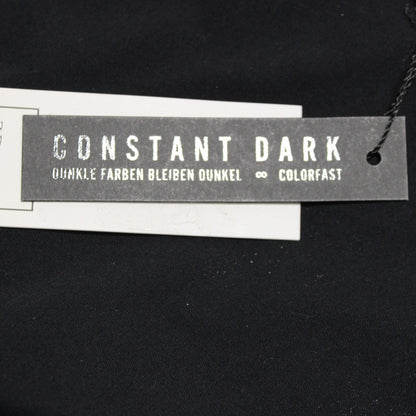 CONSTANT DARK
DUNKLE FARBEN BLEIBEN DUNKEL ∞ COLORFAST